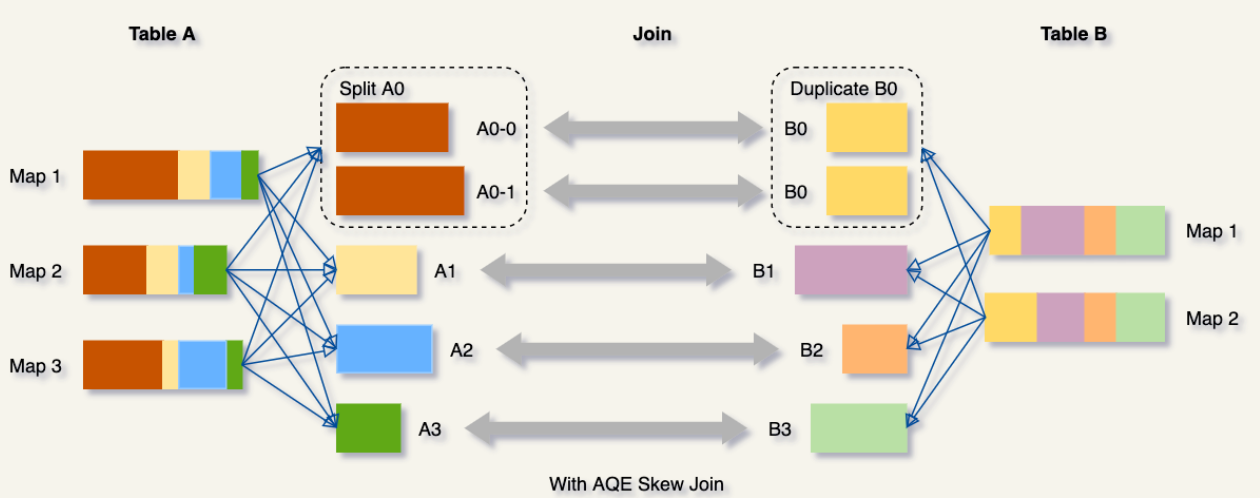 Table A
Join
Table B
Split A0
Duplicate B0
A0-0
B0
Map 1
A0-1
B0
Map 1
Map 2
A1
B1
Map 2
A2
B2
Map 3
A3
B3
With AQE Skew Join